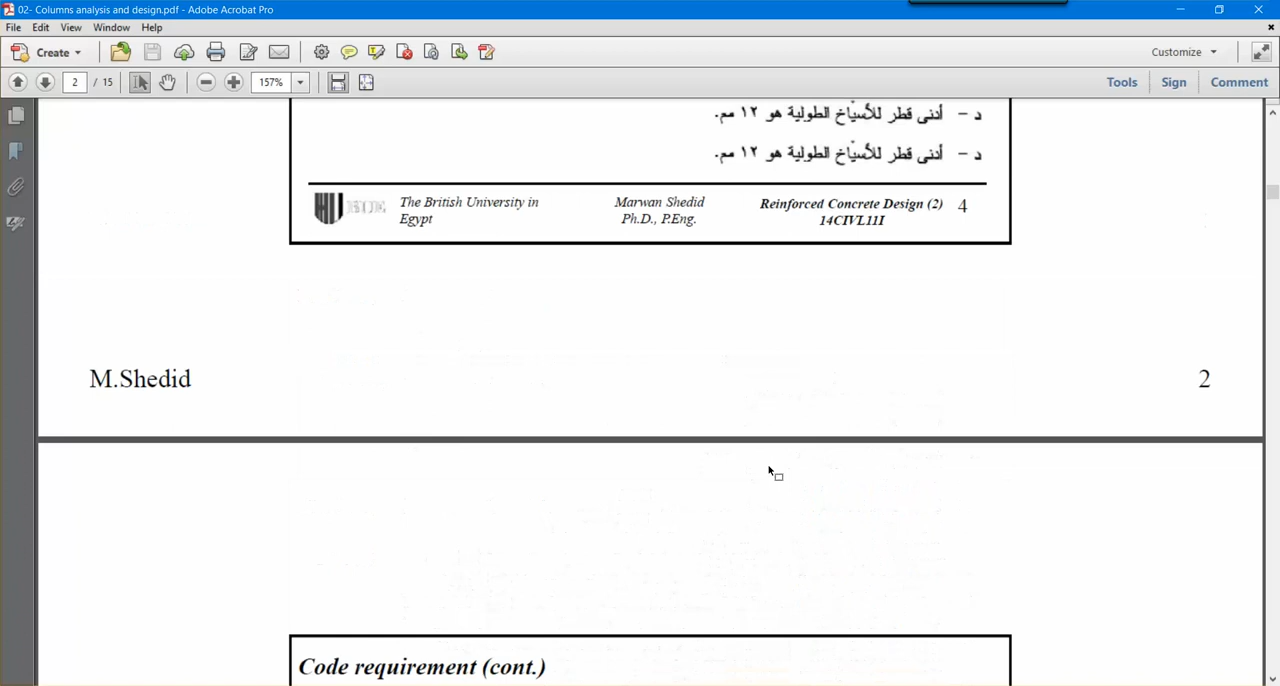 02- Columns analysis and design.pdf - Adobe Acrobat Pro
File Edit View Window Help
Create Customize
2 / 15 157% Tools Sign Comment
د - أدنى قطر للأسياخ الطولية هو ١٢ مم.
د - أدنى قطر للأسياخ الطولية هو ١٢ مم.
BUE The British University in Marwan Shedid Reinforced Concrete Design (2) 4
Egypt Ph.D., P.Eng. 14CIVL11I
M.Shedid 2
Code requirement (cont.)